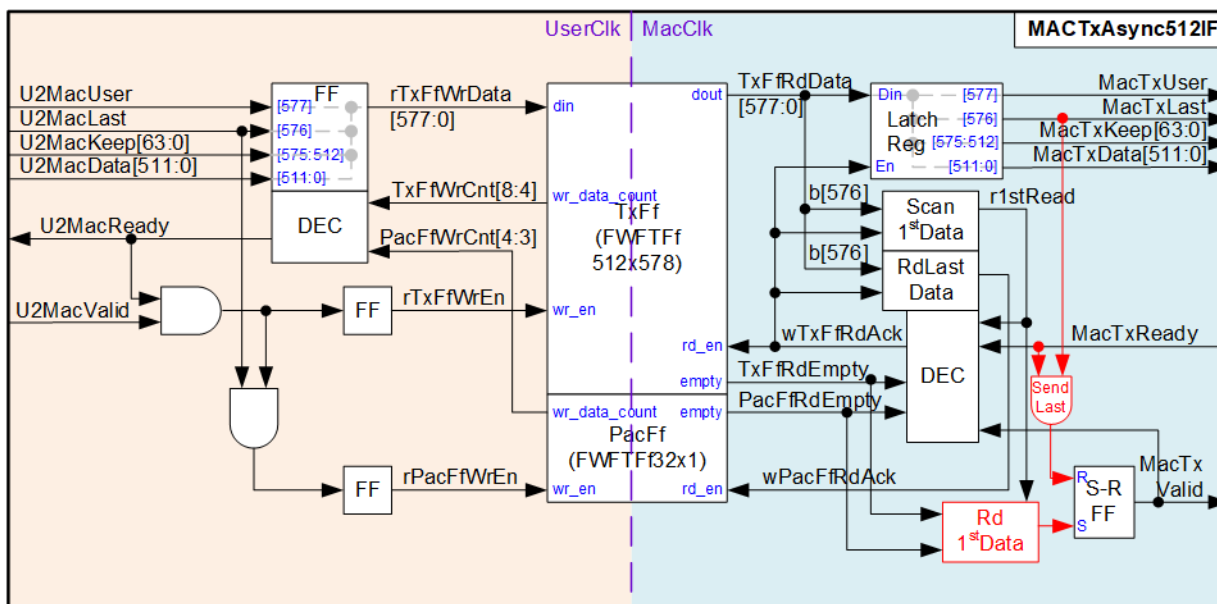 UserClk
MacClk
MACTxAsync512IF
U2MacUser
U2MacLast
U2MacKeep[63:0]
U2MacData[511:0]
FF
[577]
[576]
[575:512]
[511:0]
rTxFfWrData
[577:0]
din
dout
TxFfRdData
[577:0]
Din
Latch
Reg
En
[577]
[576]
[575:512]
[511:0]
MacTxUser
MacTxLast
MacTxKeep[63:0]
MacTxData[511:0]
DEC
TxFfWrCnt[8:4]
PacFfWrCnt[4:3]
wr_data_count
TxFf
(FWFTFf
512x578)
U2MacReady
U2MacValid
FF
rTxFfWrEn
wr_en
b[576]
Scan
1stData
r1stRead
b[576]
RdLast
Data
rd_en
wTxFfRdAck
DEC
MacTxReady
empty
TxFfRdEmpty
Send
Last
wr_data_count
empty
PacFfRdEmpty
PacFf
(FWFTFf32x1)
FF
rPacFfWrEn
wr_en
rd_en
wPacFfRdAck
Rd
1stData
R
S
S-R
FF
MacTx
Valid